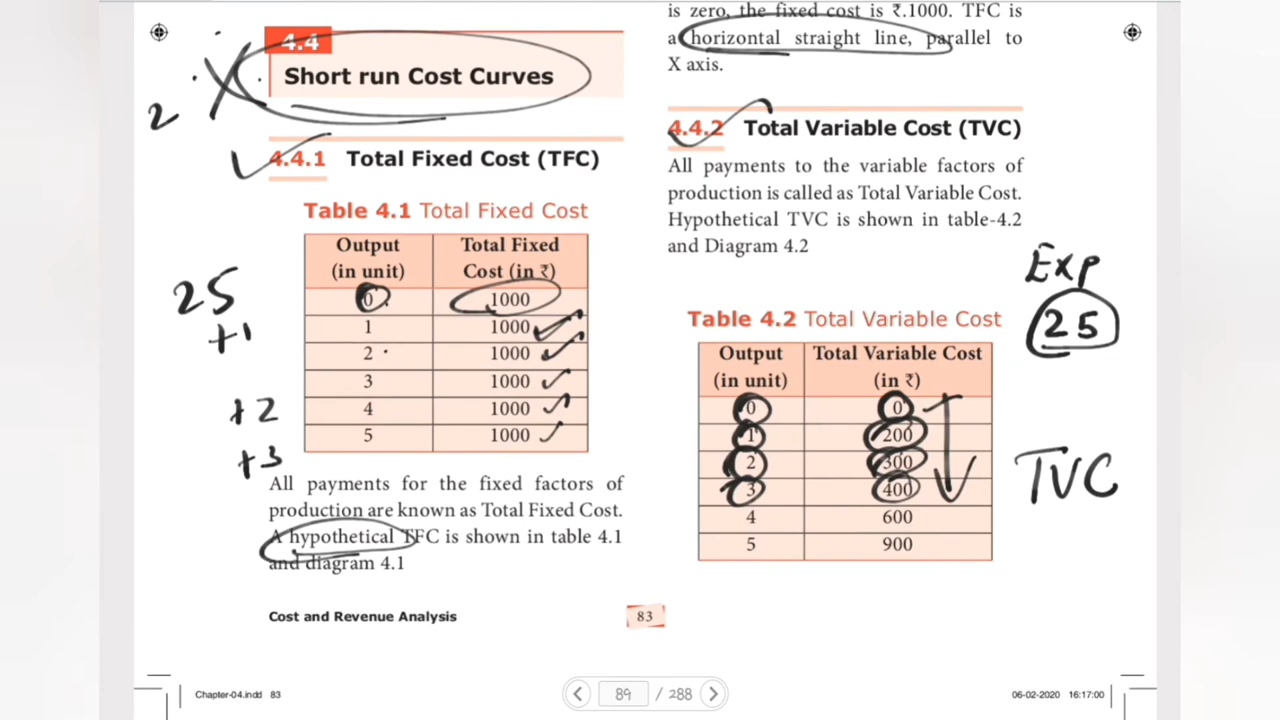 4.4
Short run Cost Curves
2
4.4.1 Total Fixed Cost (TFC)
Table 4.1 Total Fixed Cost
Output (in unit) Total Fixed Cost (in ₹)
0 1000
1 1000
2 1000
3 1000
4 1000
5 1000
25
+1
+2
+3
All payments for the fixed factors of
production are known as Total Fixed Cost.
A hypothetical TFC is shown in table 4.1
and diagram 4.1
is zero, the fixed cost is ₹.1000. TFC is
a horizontal straight line, parallel to
X axis.
4.4.2 Total Variable Cost (TVC)
All payments to the variable factors of
production is called as Total Variable Cost.
Hypothetical TVC is shown in table-4.2
and Diagram 4.2
Exp
25
Table 4.2 Total Variable Cost
Output (in unit) Total Variable Cost (in ₹)
0 0
1 200
2 300
3 400
4 600
5 900
TVC
Cost and Revenue Analysis 83
Chapter-04.indd 83
89 / 288
06-02-2020 16:17:00